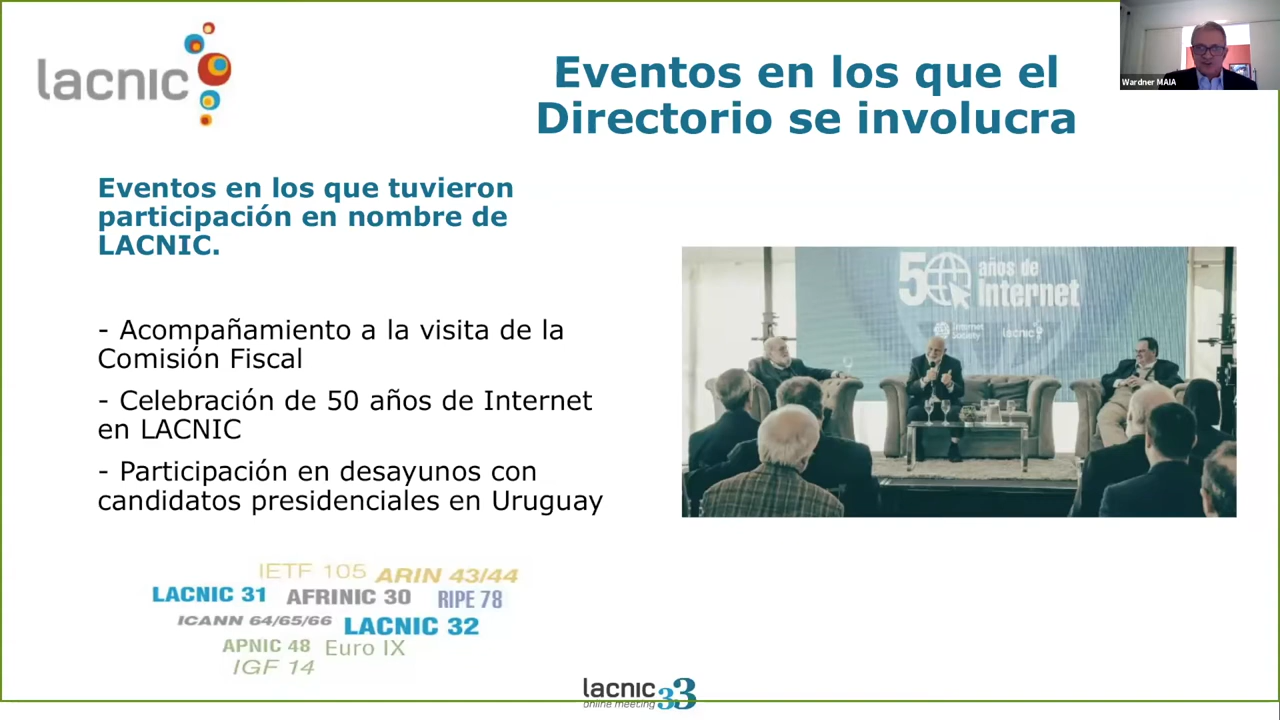 lacnic
Eventos en los que el
Directorio se involucra
Wardner MAIA
Eventos en los que tuvieron
participación en nombre de
LACNIC.
- Acompañamiento a la visita de la
Comisión Fiscal
- Celebración de 50 años de Internet
en LACNIC
- Participación en desayunos con
candidatos presidenciales en Uruguay
50 años de
Internet
Internet
Society
lacnic
IETF 105 ARIN 43/44
LACNIC 31 AFRINIC 30 RIPE 78
ICANN 64/65/66 LACNIC 32
APNIC 48 Euro IX
IGF 14
lacnic 33
online meeting